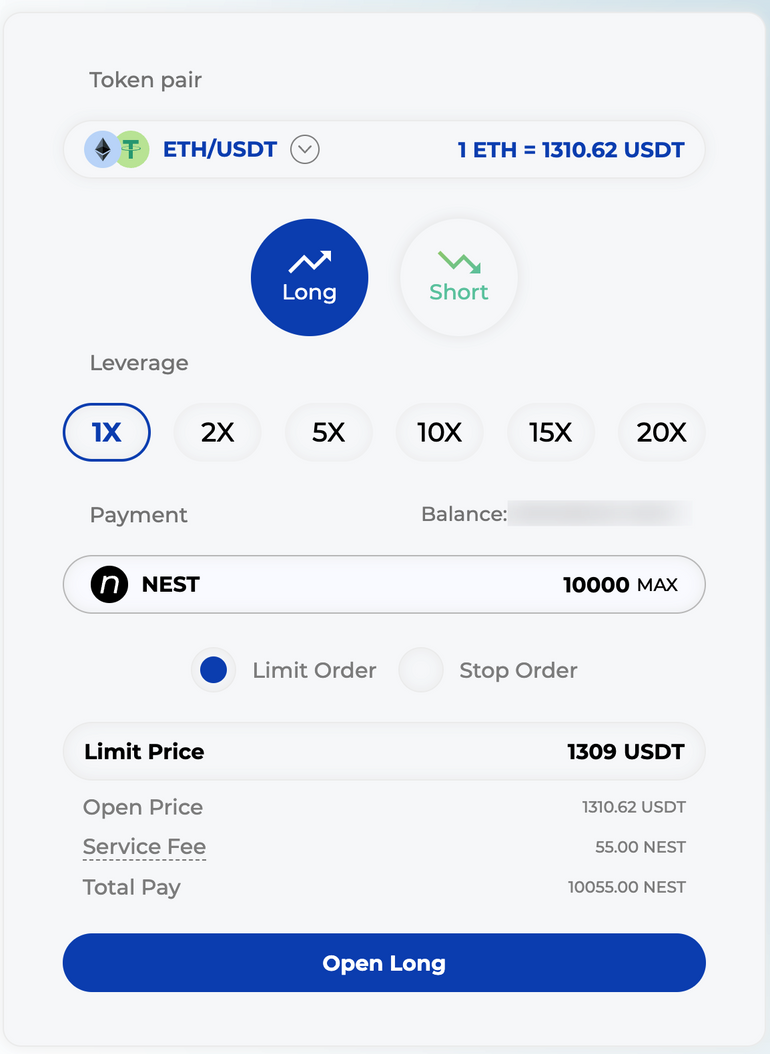 Token pair
ETH/USDT 1 ETH = 1310.62 USDT
Long Short
Leverage
1X 2X 5X 10X 15X 20X
Payment Balance:
n NEST 10000 MAX
Limit Order Stop Order
Limit Price 1309 USDT
Open Price 1310.62 USDT
Service Fee 55.00 NEST
Total Pay 10055.00 NEST
Open Long